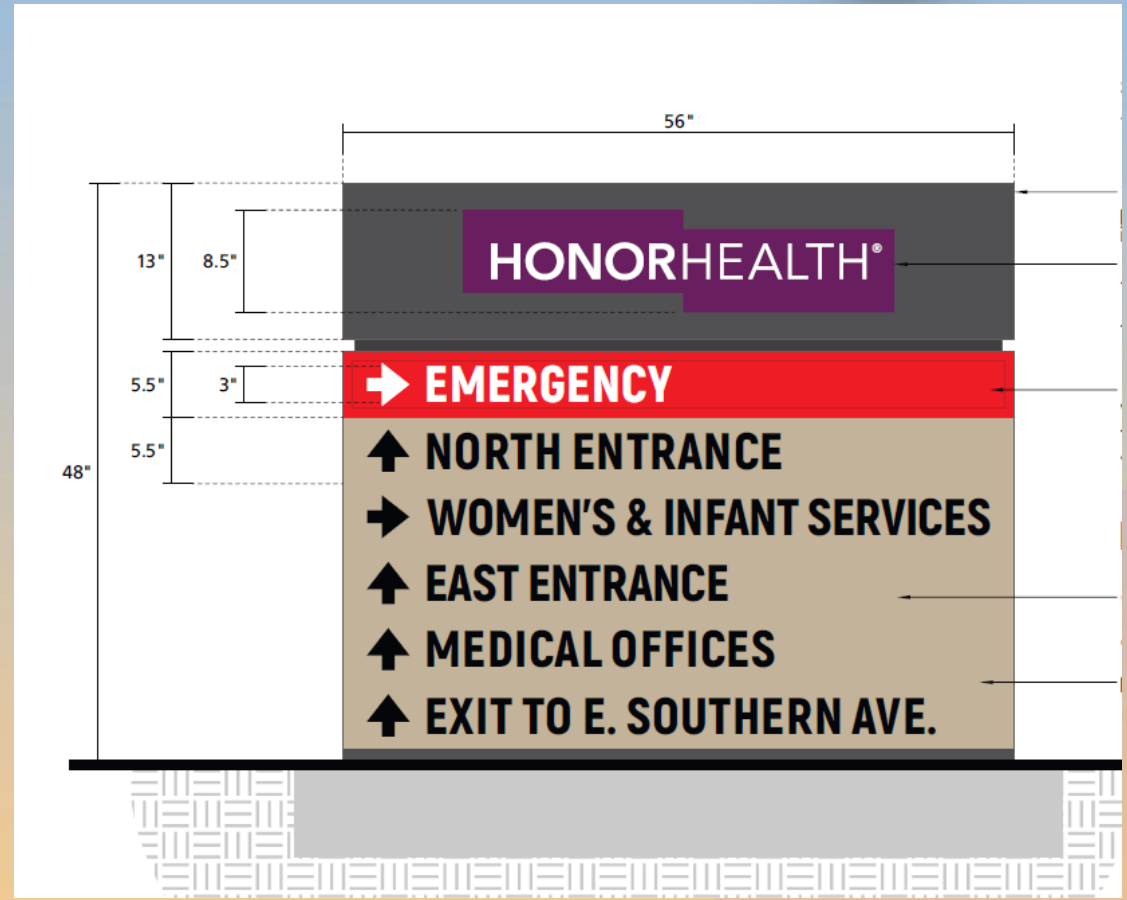 56"
HONORHEALTH®
13"
8.5"
EMERGENCY
5.5"
3"
NORTH ENTRANCE
5.5"
48"
WOMEN'S & INFANT SERVICES
EAST ENTRANCE
MEDICAL OFFICES
EXIT TO E. SOUTHERN AVE.